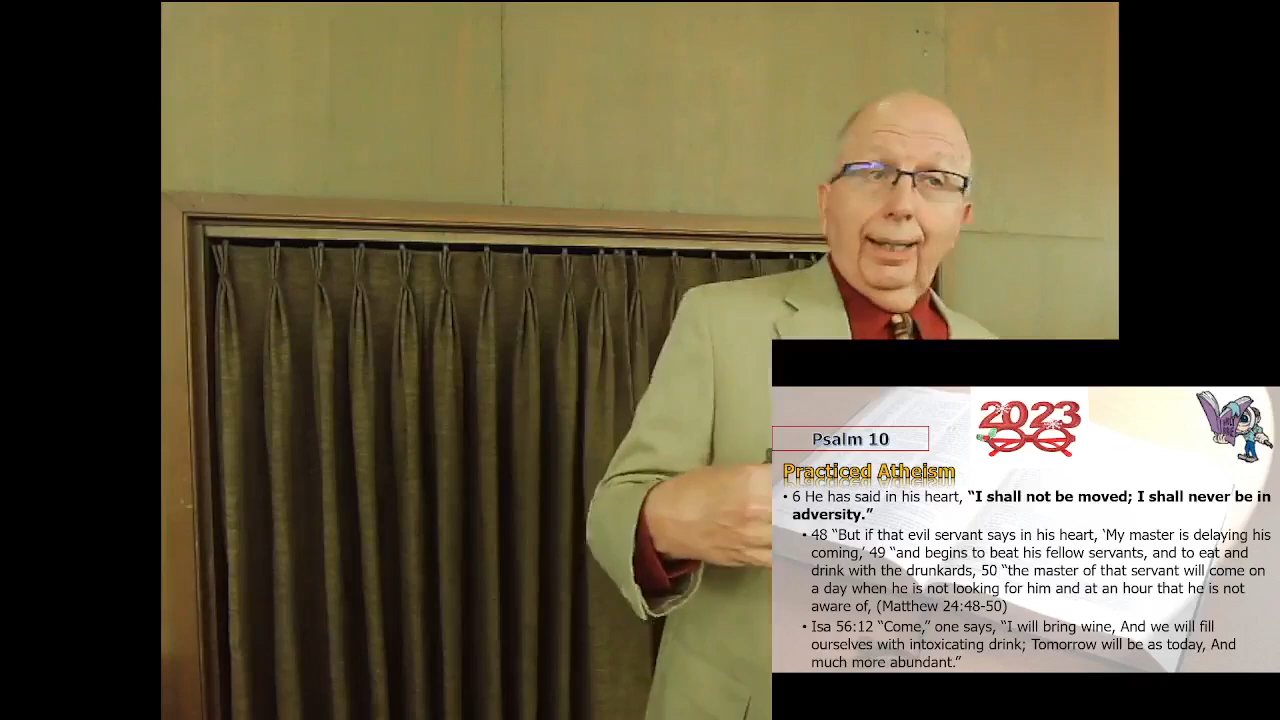 2023
Psalm 10
Practiced Atheism
• 6 He has said in his heart, “I shall not be moved; I shall never be in
adversity.”
• 48 “But if that evil servant says in his heart, ‘My master is delaying his
coming,’ 49 “and begins to beat his fellow servants, and to eat and
drink with the drunkards, 50 “the master of that servant will come on
a day when he is not looking for him and at an hour that he is not
aware of, (Matthew 24:48-50)
• Isa 56:12 “Come,” one says, “I will bring wine, And we will fill
ourselves with intoxicating drink; Tomorrow will be as today, And
much more abundant.”